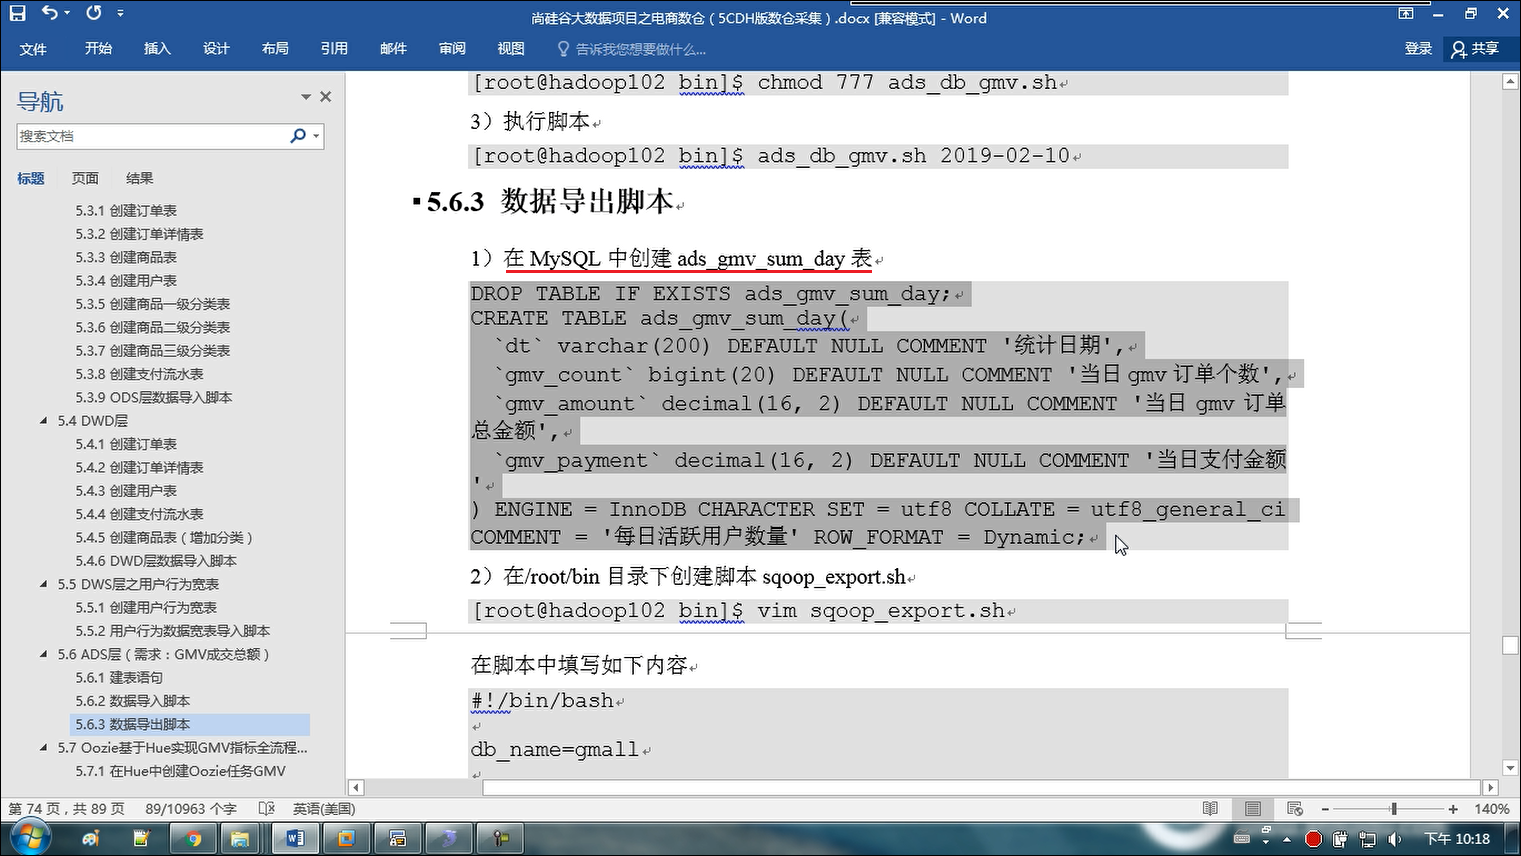 尚硅谷大数据项目之电商数仓（5CDH版数仓采集）.docx [兼容模式] - Word
文件 开始 插入 设计 布局 引用 邮件 审阅 视图 告诉我您想要做什么... 登录 共享
导航
搜索文档
标题 页面 结果
5.3.1 创建订单表
5.3.2 创建订单详情表
5.3.3 创建商品表
5.3.4 创建用户表
5.3.5 创建商品一级分类表
5.3.6 创建商品二级分类表
5.3.7 创建商品三级分类表
5.3.8 创建支付流水表
5.3.9 ODS层数据导入脚本
5.4 DWD层
5.4.1 创建订单表
5.4.2 创建订单详情表
5.4.3 创建用户表
5.4.4 创建支付流水表
5.4.5 创建商品表（增加分类）
5.4.6 DWD层数据导入脚本
5.5 DWS层之用户行为宽表
5.5.1 创建用户行为宽表
5.5.2 用户行为数据宽表导入脚本
5.6 ADS层（需求：GMV成交总额）
5.6.1 建表语句
5.6.2 数据导入脚本
5.6.3 数据导出脚本
5.7 Oozie基于Hue实现GMV指标全流程...
5.7.1 在Hue中创建Oozie任务GMV
[root@hadoop102 bin]$ chmod 777 ads_db_gmv.sh
3）执行脚本
[root@hadoop102 bin]$ ads_db_gmv.sh 2019-02-10
5.6.3 数据导出脚本
1）在 MySQL 中创建 ads_gmv_sum_day 表
DROP TABLE IF EXISTS ads_gmv_sum_day;
CREATE TABLE ads_gmv_sum_day(
`dt` varchar(200) DEFAULT NULL COMMENT '统计日期',
`gmv_count` bigint(20) DEFAULT NULL COMMENT '当日 gmv 订单个数',
`gmv_amount` decimal(16, 2) DEFAULT NULL COMMENT '当日 gmv 订单
总金额',
`gmv_payment` decimal(16, 2) DEFAULT NULL COMMENT '当日支付金额
'
) ENGINE = InnoDB CHARACTER SET = utf8 COLLATE = utf8_general_ci
COMMENT = '每日活跃用户数量' ROW_FORMAT = Dynamic;
2）在/root/bin 目录下创建脚本 sqoop_export.sh
[root@hadoop102 bin]$ vim sqoop_export.sh
在脚本中填写如下内容
#!/bin/bash
db_name=gmall
第 74 页，共 89 页 89/10963 个字 英语(美国) 140%
下午 10:18